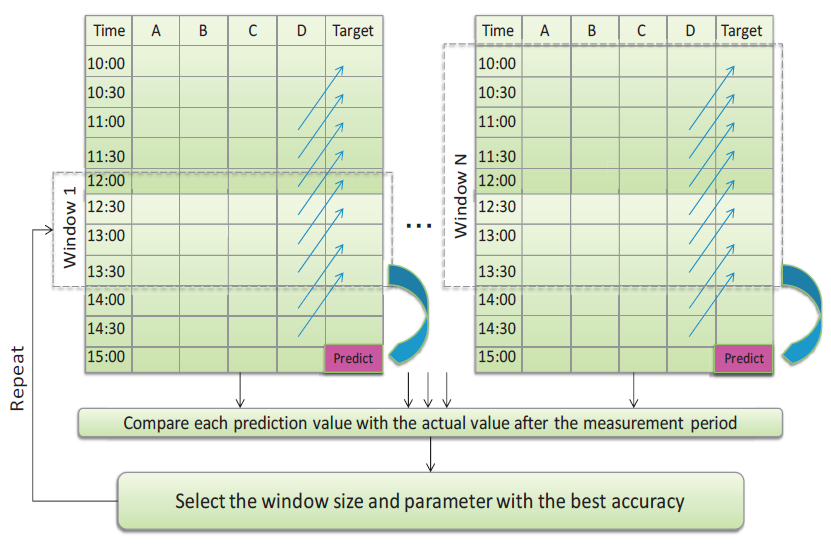 Time A B C D Target
10:00
10:30
11:00
11:30
12:00
12:30
13:00
13:30
14:00
14:30
15:00 Predict
Window 1
...
Time A B C D Target
10:00
10:30
11:00
11:30
12:00
12:30
13:00
13:30
14:00
14:30
15:00 Predict
Window N
Repeat
Compare each prediction value with the actual value after the measurement period
Select the window size and parameter with the best accuracy